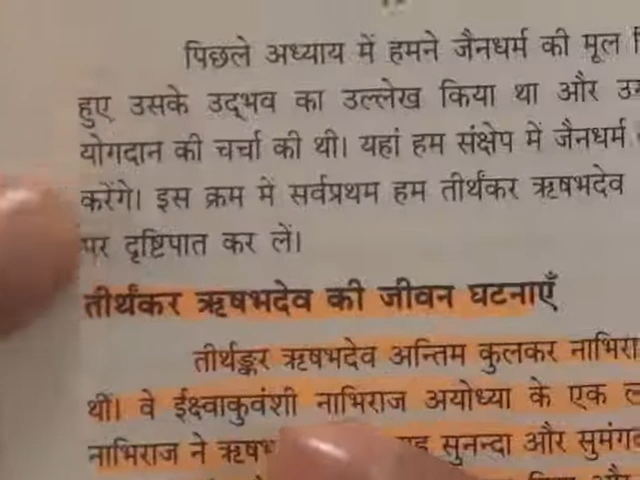 पिछले अध्याय में हमने जैनधर्म की मूल
हुए उसके उद्भव का उल्लेख किया था और
योगदान की चर्चा की थी। यहां हम संक्षेप में जैनधर्म
करेंगे। इस क्रम में सर्वप्रथम हम तीर्थंकर ऋषभदेव
पर दृष्टिपात कर लें।
तीर्थंकर ऋषभदेव की जीवन घटनाएँ
तीर्थङ्कर ऋषभदेव अन्तिम कुलकर
थीं। वे ईक्ष्वाकुवंशी नाभिराज अयोध्या के एक
नाभिराज ने सुनन्दा और